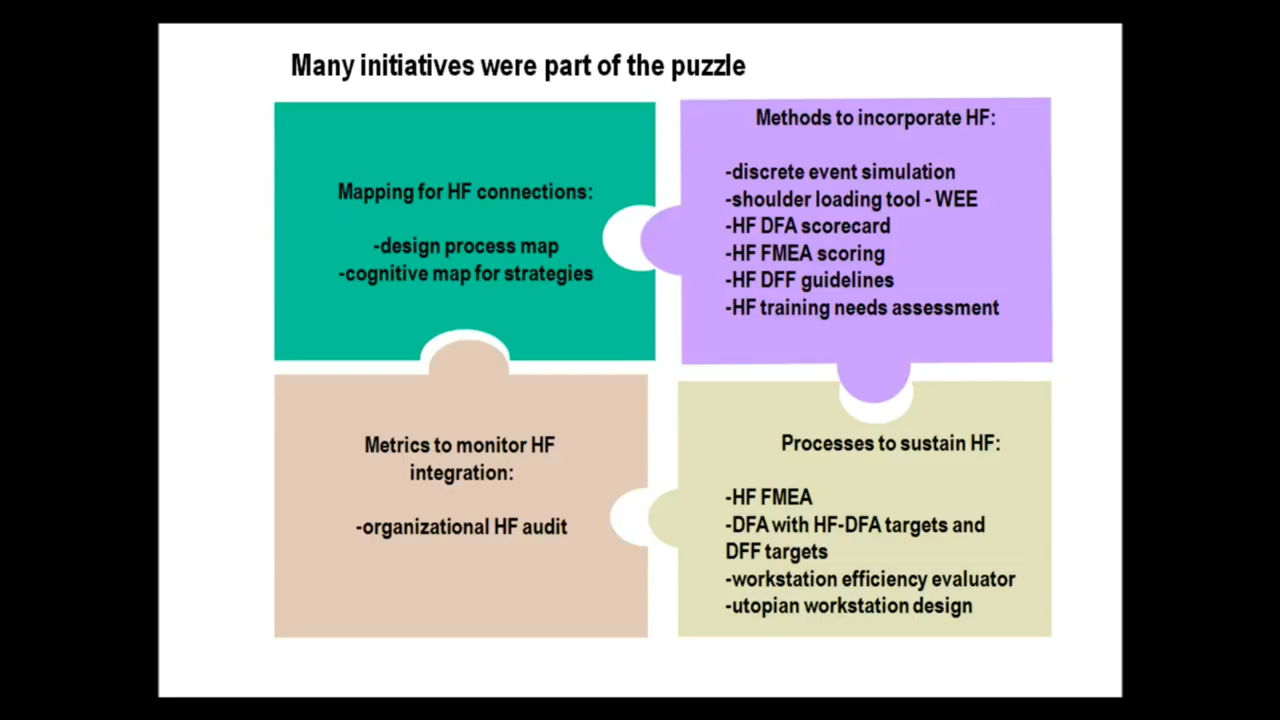 Many initiatives were part of the puzzle
Mapping for HF connections:
-design process map
-cognitive map for strategies
Methods to incorporate HF:
-discrete event simulation
-shoulder loading tool - WEE
-HF DFA scorecard
-HF FMEA scoring
-HF DFF guidelines
-HF training needs assessment
Metrics to monitor HF
integration:
-organizational HF audit
Processes to sustain HF:
-HF FMEA
-DFA with HF-DFA targets and
DFF targets
-workstation efficiency evaluator
-utopian workstation design